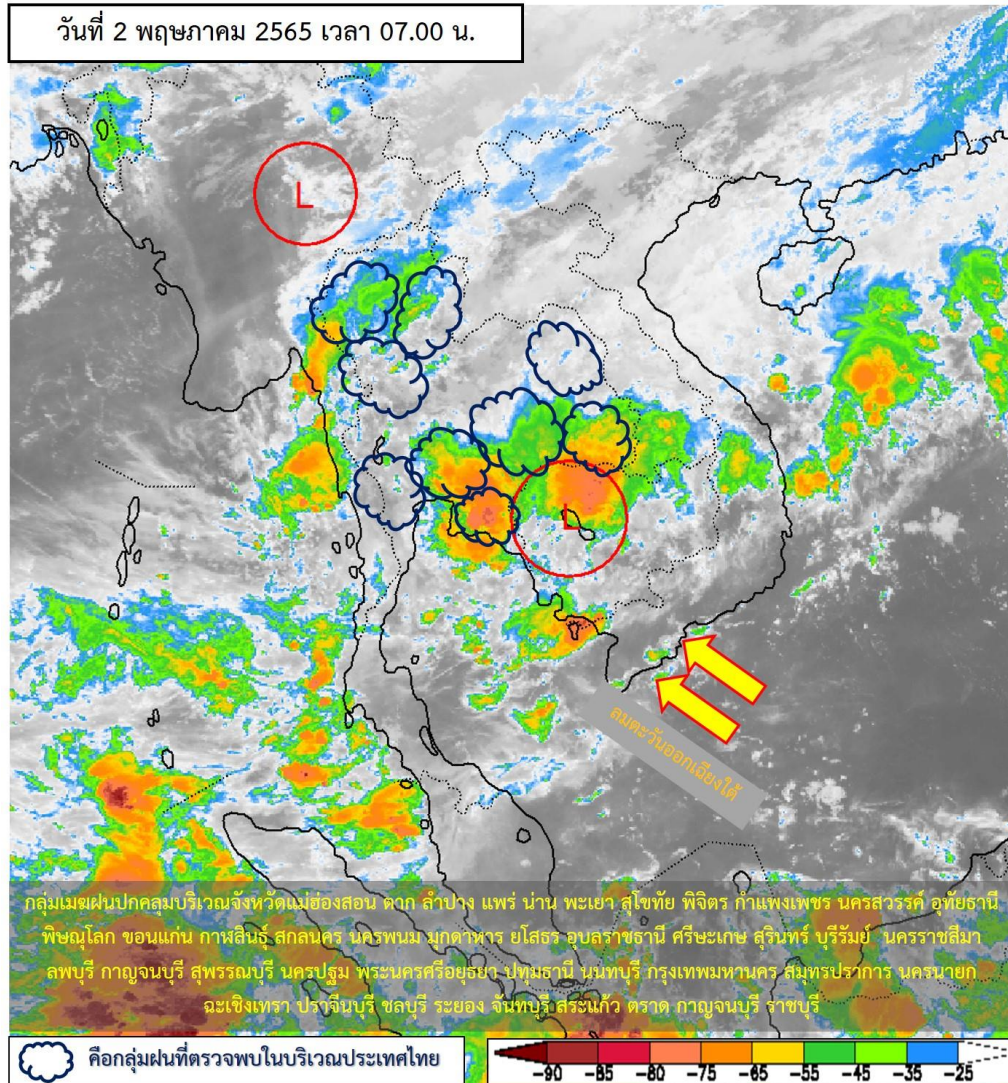 วันที่ 2 พฤษภาคม 2565 เวลา 07.00 น.
L
L
ลมตะวันออกเฉียงใต้
กลุ่มเมฆฝนปกคลุมบริเวณจังหวัดแม่ฮ่องสอน ตาก ลำปาง แพร่ น่าน พะเยา สุโขทัย พิจิตร กำแพงเพชร นครสวรรค์ อุทัยธานี
พิษณุโลก ขอนแก่น กาฬสินธุ์ สกลนคร นครพนม มุกดาหาร ยโสธร อุบลราชธานี ศรีษะเกษ สุรินทร์ บุรีรัมย์ นครราชสีมา
ลพบุรี กาญจนบุรี สุพรรณบุรี นครปฐม พระนครศรีอยุธยา ปทุมธานี นนทบุรี กรุงเทพมหานคร สมุทรปราการ นครนายก
ฉะเชิงเทรา ปราจีนบุรี ชลบุรี ระยอง จันทบุรี สระแก้ว ตราด กาญจนบุรี ราชบุรี
คือกลุ่มฝนที่ตรวจพบในบริเวณประเทศไทย
-90 -85 -80 -75 -65 -55 -45 -35 -25